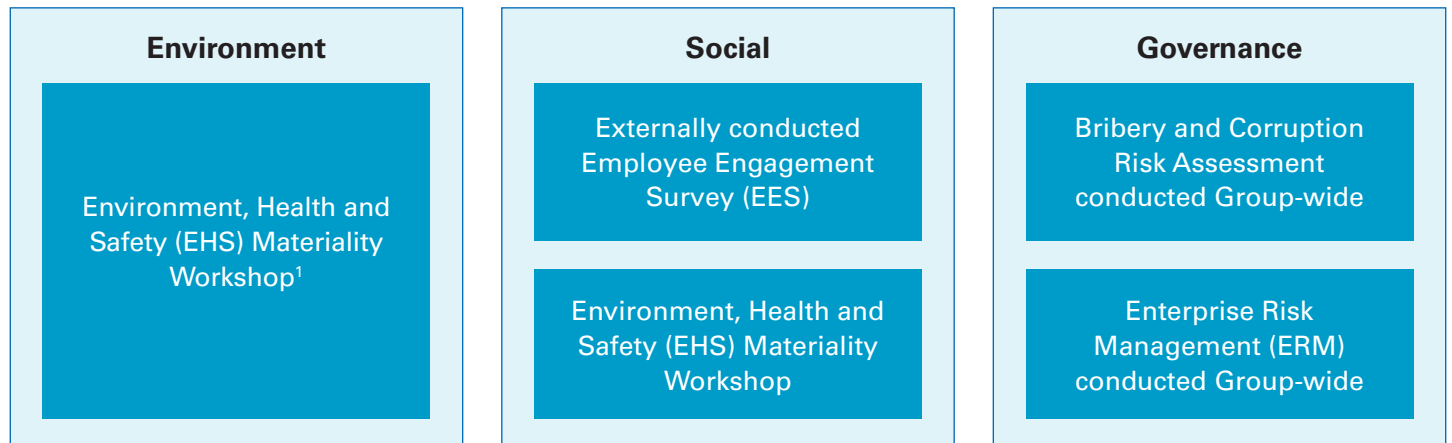 Environment
Environment, Health and
Safety (EHS) Materiality
Workshop¹
Social
Externally conducted
Employee Engagement
Survey (EES)
Environment, Health and
Safety (EHS) Materiality
Workshop
Governance
Bribery and Corruption
Risk Assessment
conducted Group-wide
Enterprise Risk
Management (ERM)
conducted Group-wide